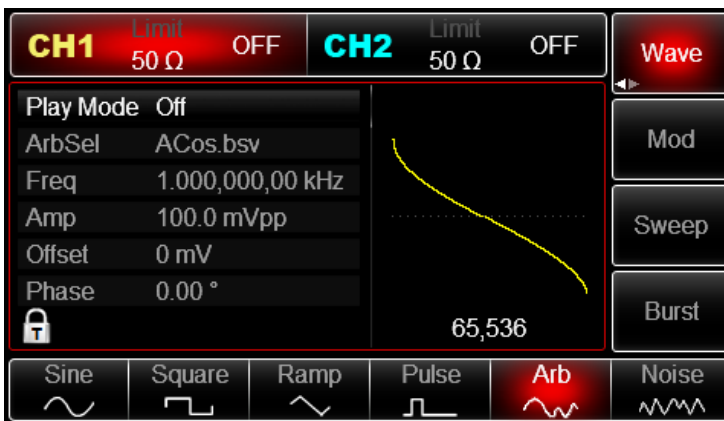 CH1 Limit 50 Ω OFF CH2 Limit 50 Ω OFF
Wave
Play Mode Off
ArbSel ACos.bsv
Freq 1.000,000,00 kHz
Amp 100.0 mVpp
Offset 0 mV
Phase 0.00 °
T
65,536
Mod
Sweep
Burst
Sine Square Ramp Pulse Arb Noise